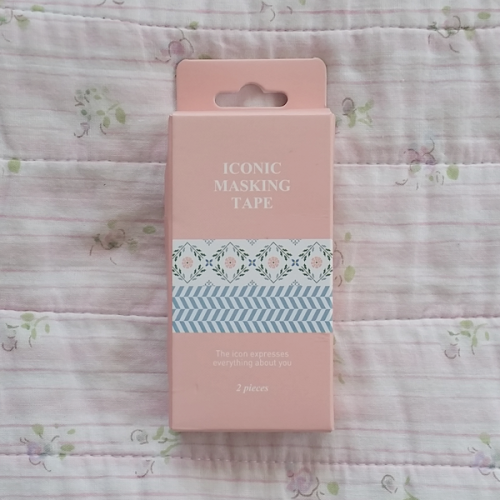 ICONIC
MASKING
TAPE
The icon expresses,
everything about you
2 pieces